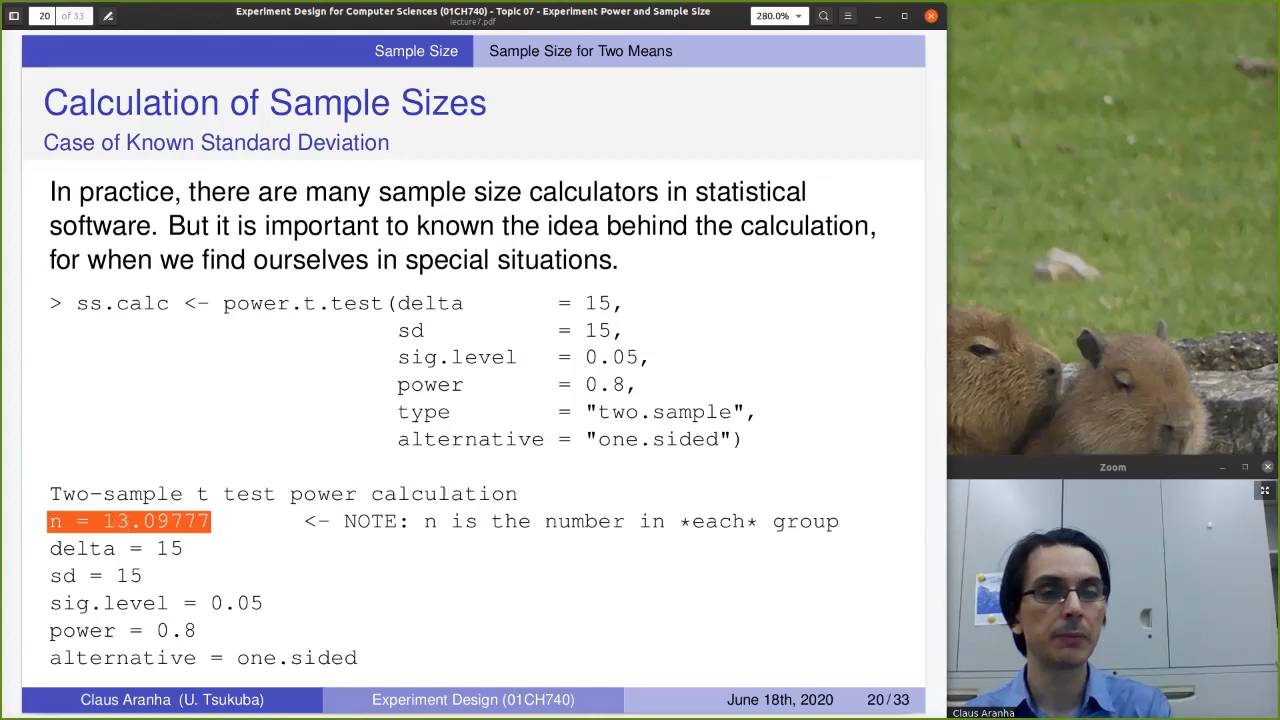 20 of 33
Experiment Design for Computer Sciences (01CH740) - Topic 07 - Experiment Power and Sample Size
lecture7.pdf
280.0%
Sample Size
Sample Size for Two Means
Calculation of Sample Sizes
Case of Known Standard Deviation
In practice, there are many sample size calculators in statistical
software. But it is important to known the idea behind the calculation,
for when we find ourselves in special situations.
> ss.calc <- power.t.test(delta = 15,
sd = 15,
sig.level = 0.05,
power = 0.8,
type = "two.sample",
alternative = "one.sided")
Two-sample t test power calculation
n = 13.09777 <- NOTE: n is the number in *each* group
delta = 15
sd = 15
sig.level = 0.05
power = 0.8
alternative = one.sided
Claus Aranha (U. Tsukuba)
Experiment Design (01CH740)
June 18th, 2020
20/33
Zoom
Claus Aranha